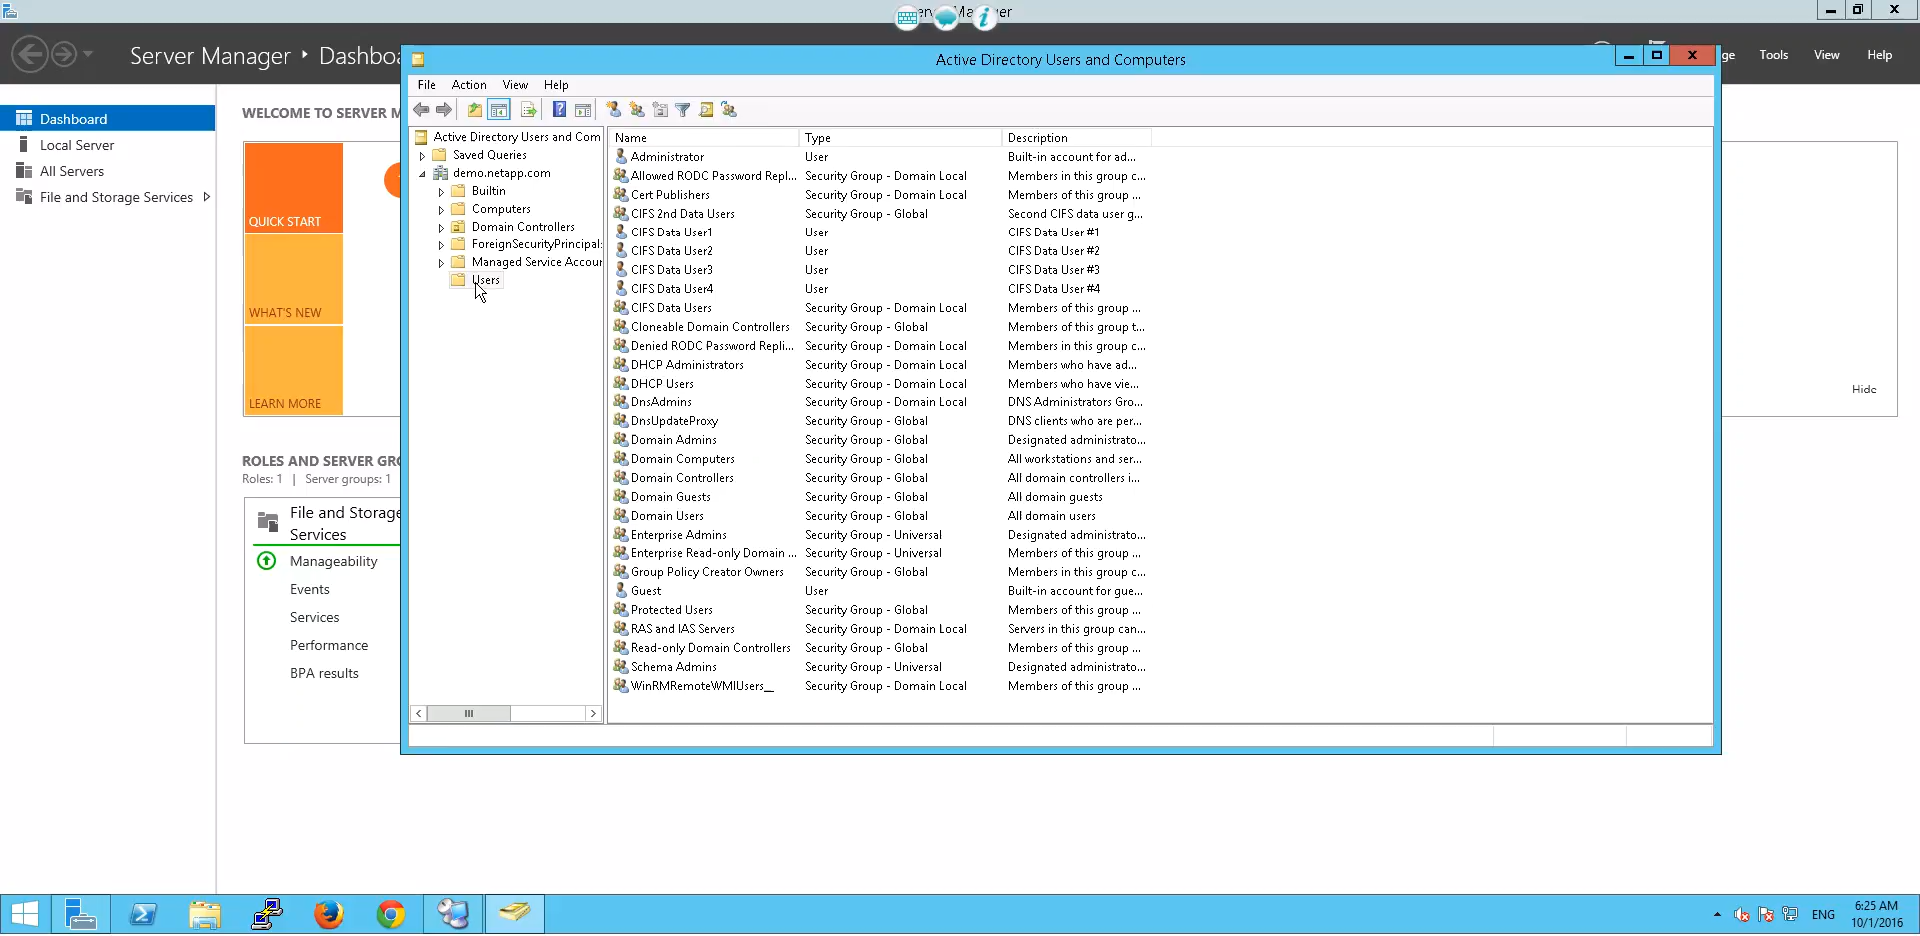 Server Manager
Server Manager
Dashboa
ge
Tools
View
Help
Active Directory Users and Computers
File
Action
View
Help
Dashboard
Local Server
All Servers
File and Storage Services
WELCOME TO SERVER M
QUICK START
WHAT'S NEW
LEARN MORE
Hide
ROLES AND SERVER GRO
Roles: 1 | Server groups: 1
File and Storage
Services
Manageability
Events
Services
Performance
BPA results
Active Directory Users and Com
Saved Queries
demo.netapp.com
Builtin
Computers
Domain Controllers
ForeignSecurityPrincipals
Managed Service Accour
Users
Name Type Description
Administrator User Built-in account for ad...
Allowed RODC Password Repl... Security Group - Domain Local Members in this group c...
Cert Publishers Security Group - Domain Local Members of this group ...
CIFS 2nd Data Users Security Group - Global Second CIFS data user g...
CIFS Data User1 User CIFS Data User #1
CIFS Data User2 User CIFS Data User #2
CIFS Data User3 User CIFS Data User #3
CIFS Data User4 User CIFS Data User #4
CIFS Data Users Security Group - Domain Local Members of this group ...
Cloneable Domain Controllers Security Group - Global Members of this group t...
Denied RODC Password Repli... Security Group - Domain Local Members in this group c...
DHCP Administrators Security Group - Domain Local Members who have ad...
DHCP Users Security Group - Domain Local Members who have vie...
DnsAdmins Security Group - Domain Local DNS Administrators Gro...
DnsUpdateProxy Security Group - Global DNS clients who are per...
Domain Admins Security Group - Global Designated administrato...
Domain Computers Security Group - Global All workstations and ser...
Domain Controllers Security Group - Global All domain controllers i...
Domain Guests Security Group - Global All domain guests
Domain Users Security Group - Global All domain users
Enterprise Admins Security Group - Universal Designated administrato...
Enterprise Read-only Domain ... Security Group - Universal Members of this group ...
Group Policy Creator Owners Security Group - Global Members in this group c...
Guest User Built-in account for gue...
Protected Users Security Group - Global Members of this group ...
RAS and IAS Servers Security Group - Domain Local Servers in this group can...
Read-only Domain Controllers Security Group - Global Members of this group ...
Schema Admins Security Group - Universal Designated administrato...
WinRMRemoteWMIUsers__ Security Group - Domain Local Members of this group ...
ENG
6:25 AM
10/1/2016